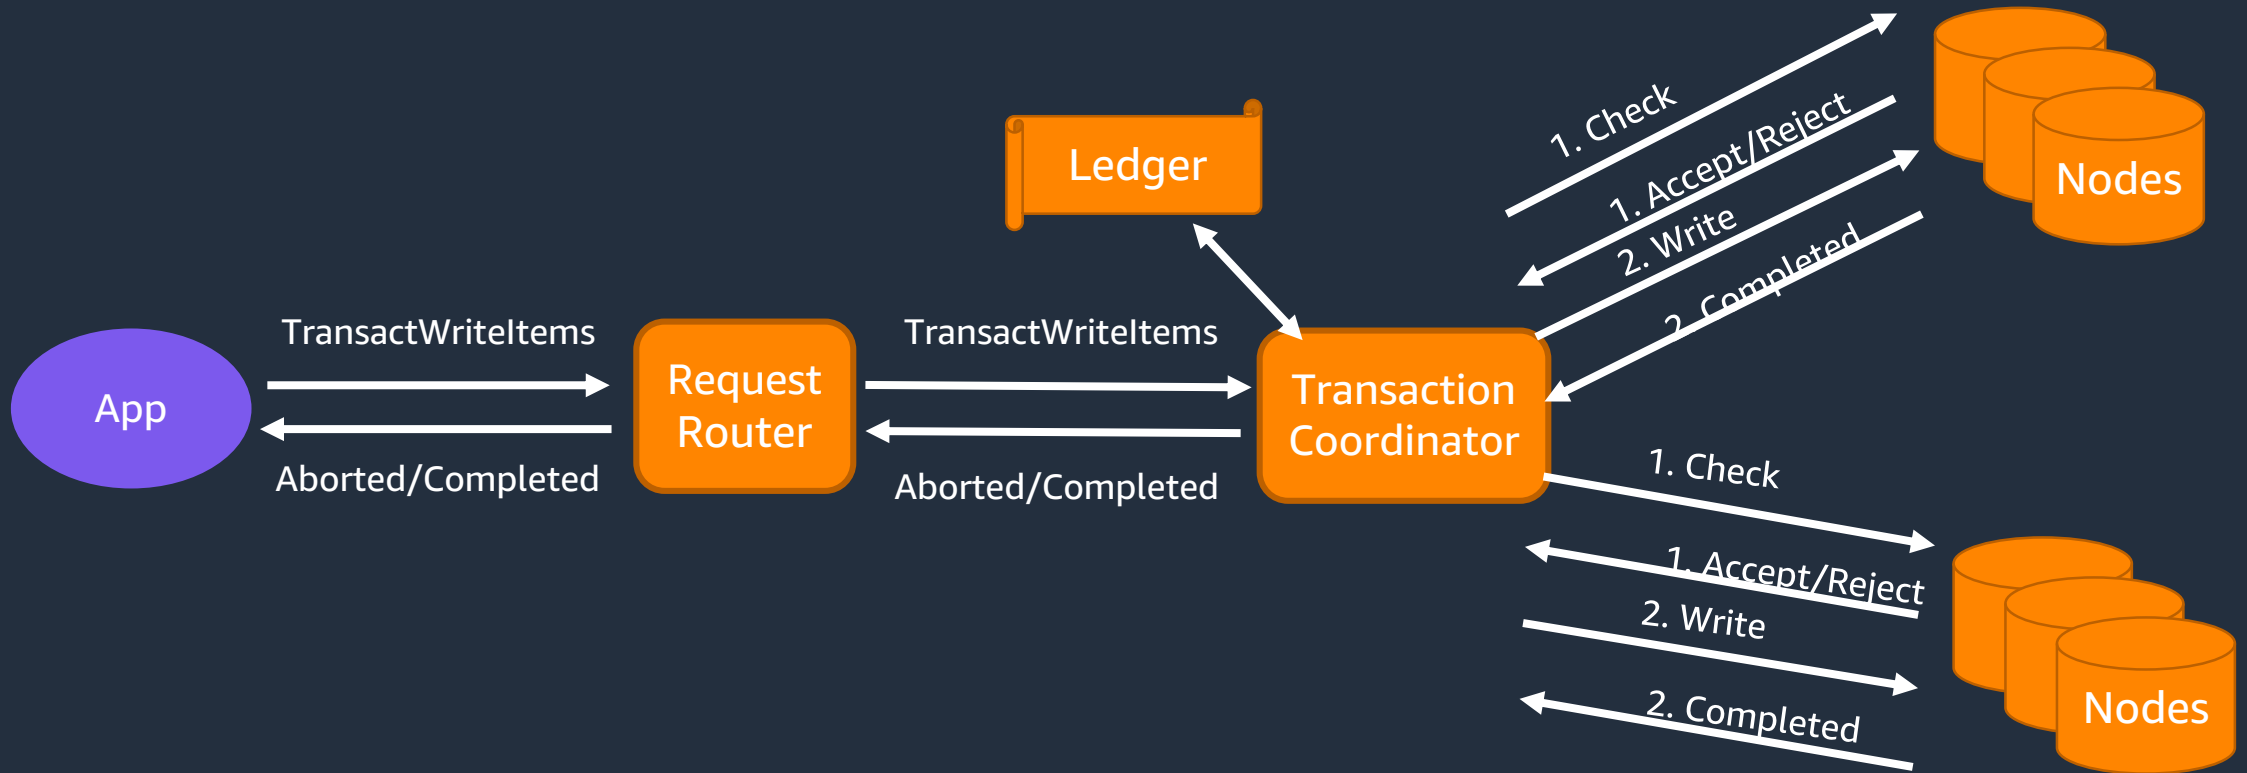 App
TransactWriteItems
Aborted/Completed
Request
Router
TransactWriteItems
Aborted/Completed
Ledger
Transaction
Coordinator
1. Check
1. Accept/Reject
2. Write
2. Completed
Nodes
1. Check
1. Accept/Reject
2. Write
2. Completed
Nodes